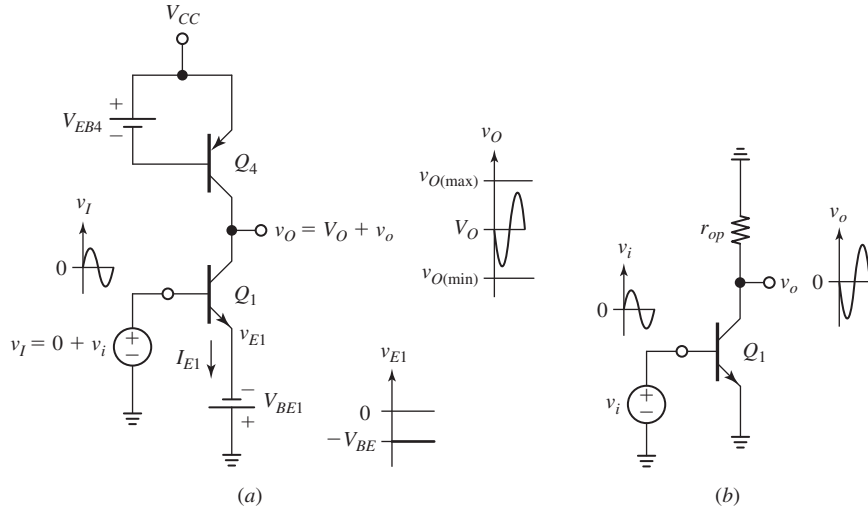 V_CC
+
V_EB4
−
Q_4
v_I
0
v_O = V_O + v_o
Q_1
v_E1
v_I = 0 + v_i
+
−
I_E1
−
V_BE1
+
v_O
v_O(max)
V_O
v_O(min)
v_E1
0
−V_BE
(a)
r_op
v_o
0
v_i
0
v_o
Q_1
v_i
+
−
(b)